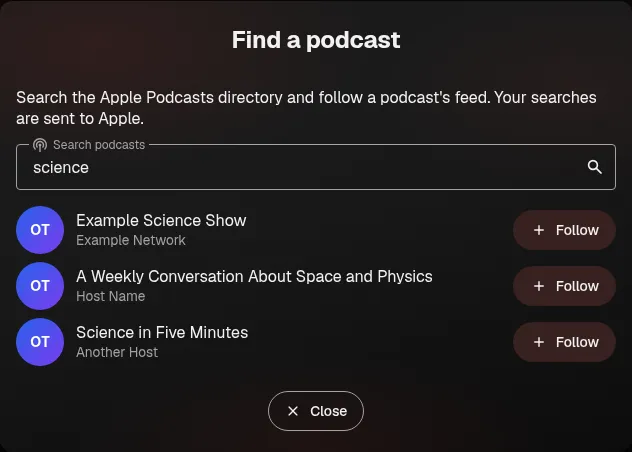 Find a podcast
Search the Apple Podcasts directory and follow a podcast's feed. Your searches
are sent to Apple.
Search podcasts
science
OT
Example Science Show
Example Network
Follow
OT
A Weekly Conversation About Space and Physics
Host Name
Follow
OT
Science in Five Minutes
Another Host
Follow
Close